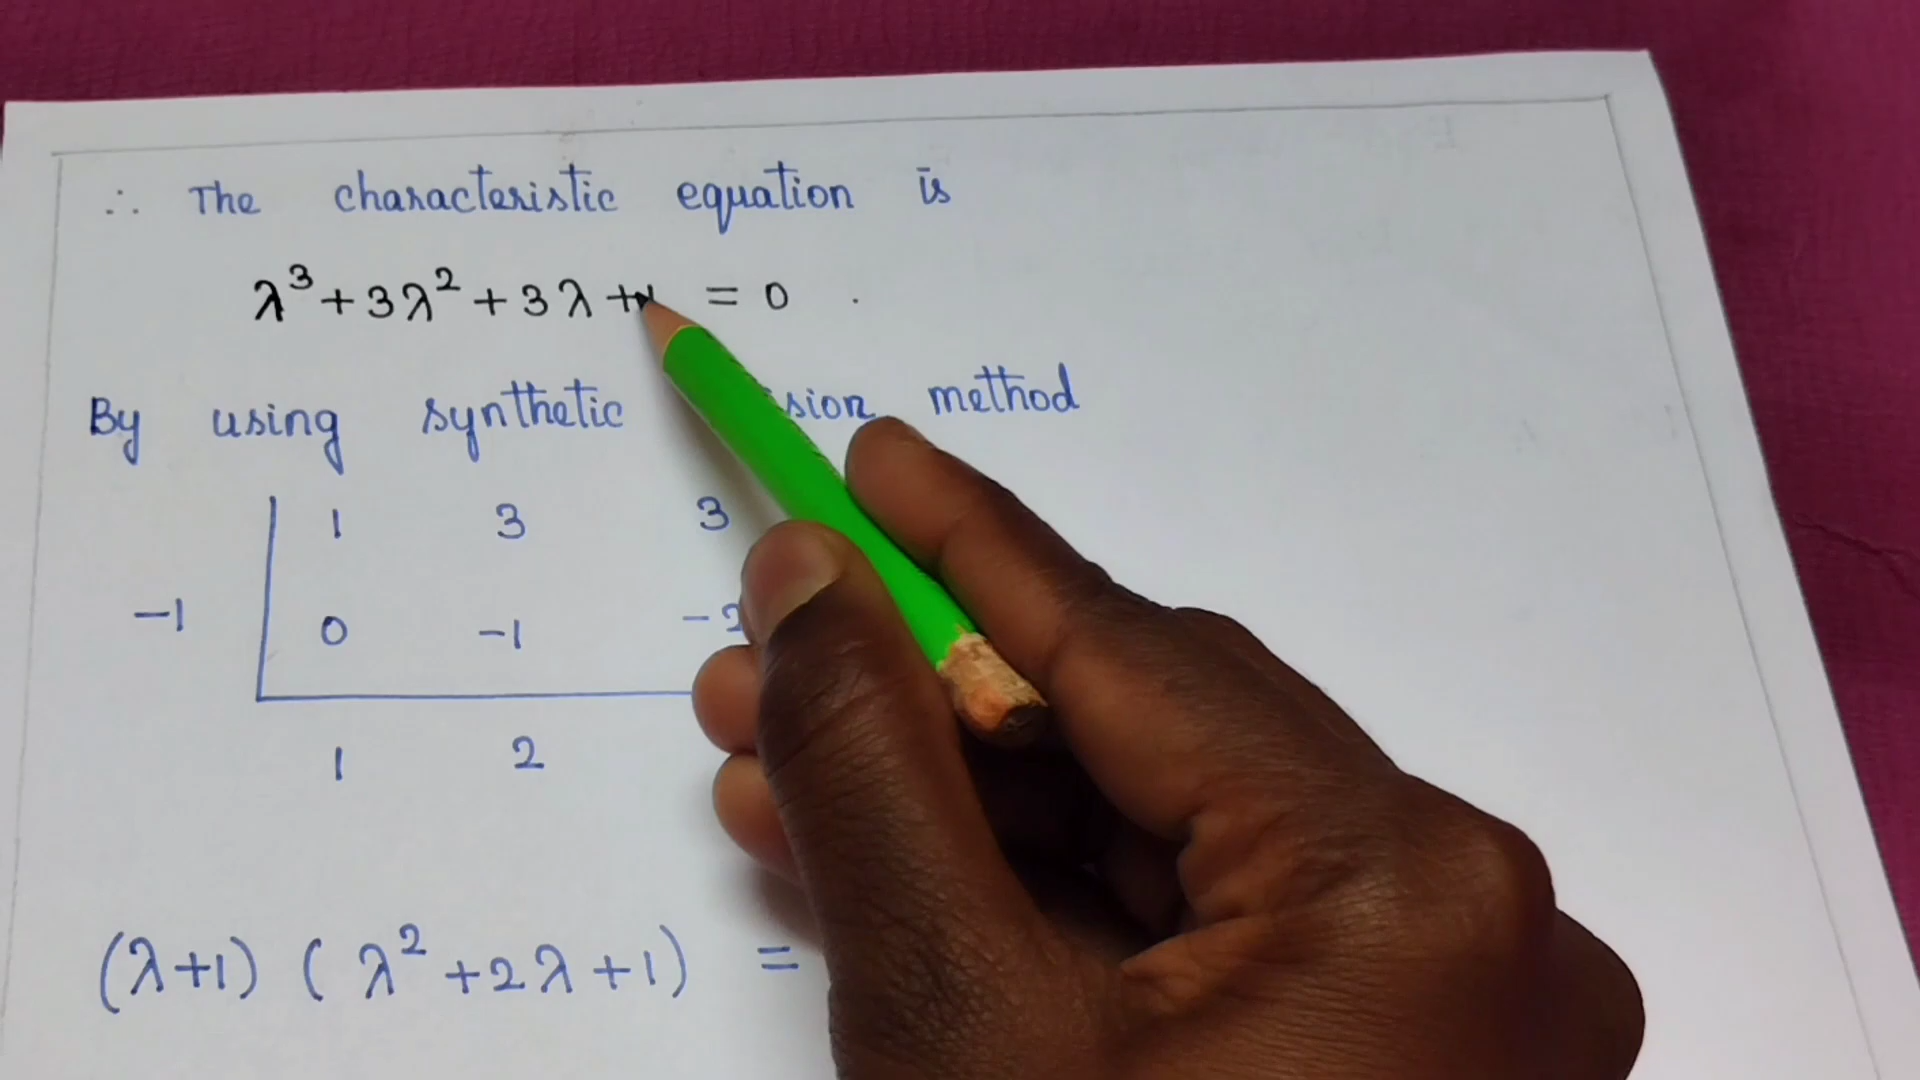 ∴ The characteristic equation is
λ³ + 3λ² + 3λ + = 0 .
By using synthetic method
1 3 3
-1 0 -1 -2
1 2
(λ+1) (λ² + 2λ + 1) =